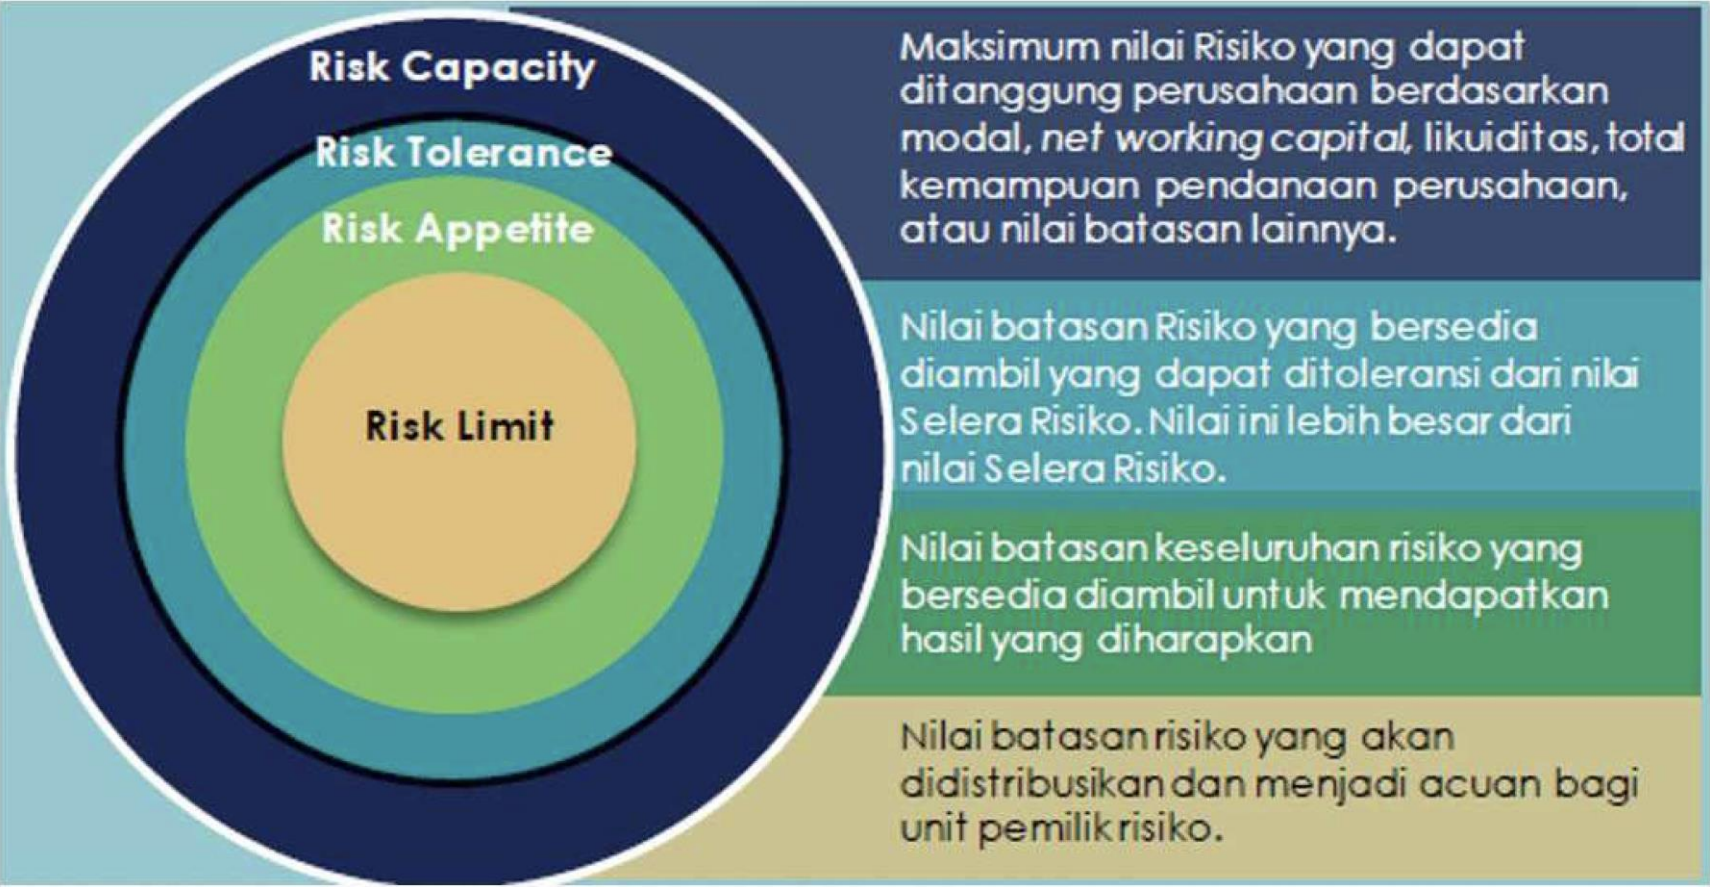 Risk Capacity
Risk Tolerance
Risk Appetite
Risk Limit
Maksimum nilai Risiko yang dapat
ditanggung perusahaan berdasarkan
modal, net working capital, likuiditas, total
kemampuan pendanaan perusahaan,
atau nilai batasan lainnya.
Nilai batasan Risiko yang bersedia
diambil yang dapat ditoleransi dari nilai
Selera Risiko. Nilai ini lebih besar dari
nilai Selera Risiko.
Nilai batasan keseluruhan risiko yang
bersedia diambil untuk mendapatkan
hasil yang diharapkan
Nilai batasan risiko yang akan
didistribusikan dan menjadi acuan bagi
unit pemilik risiko.